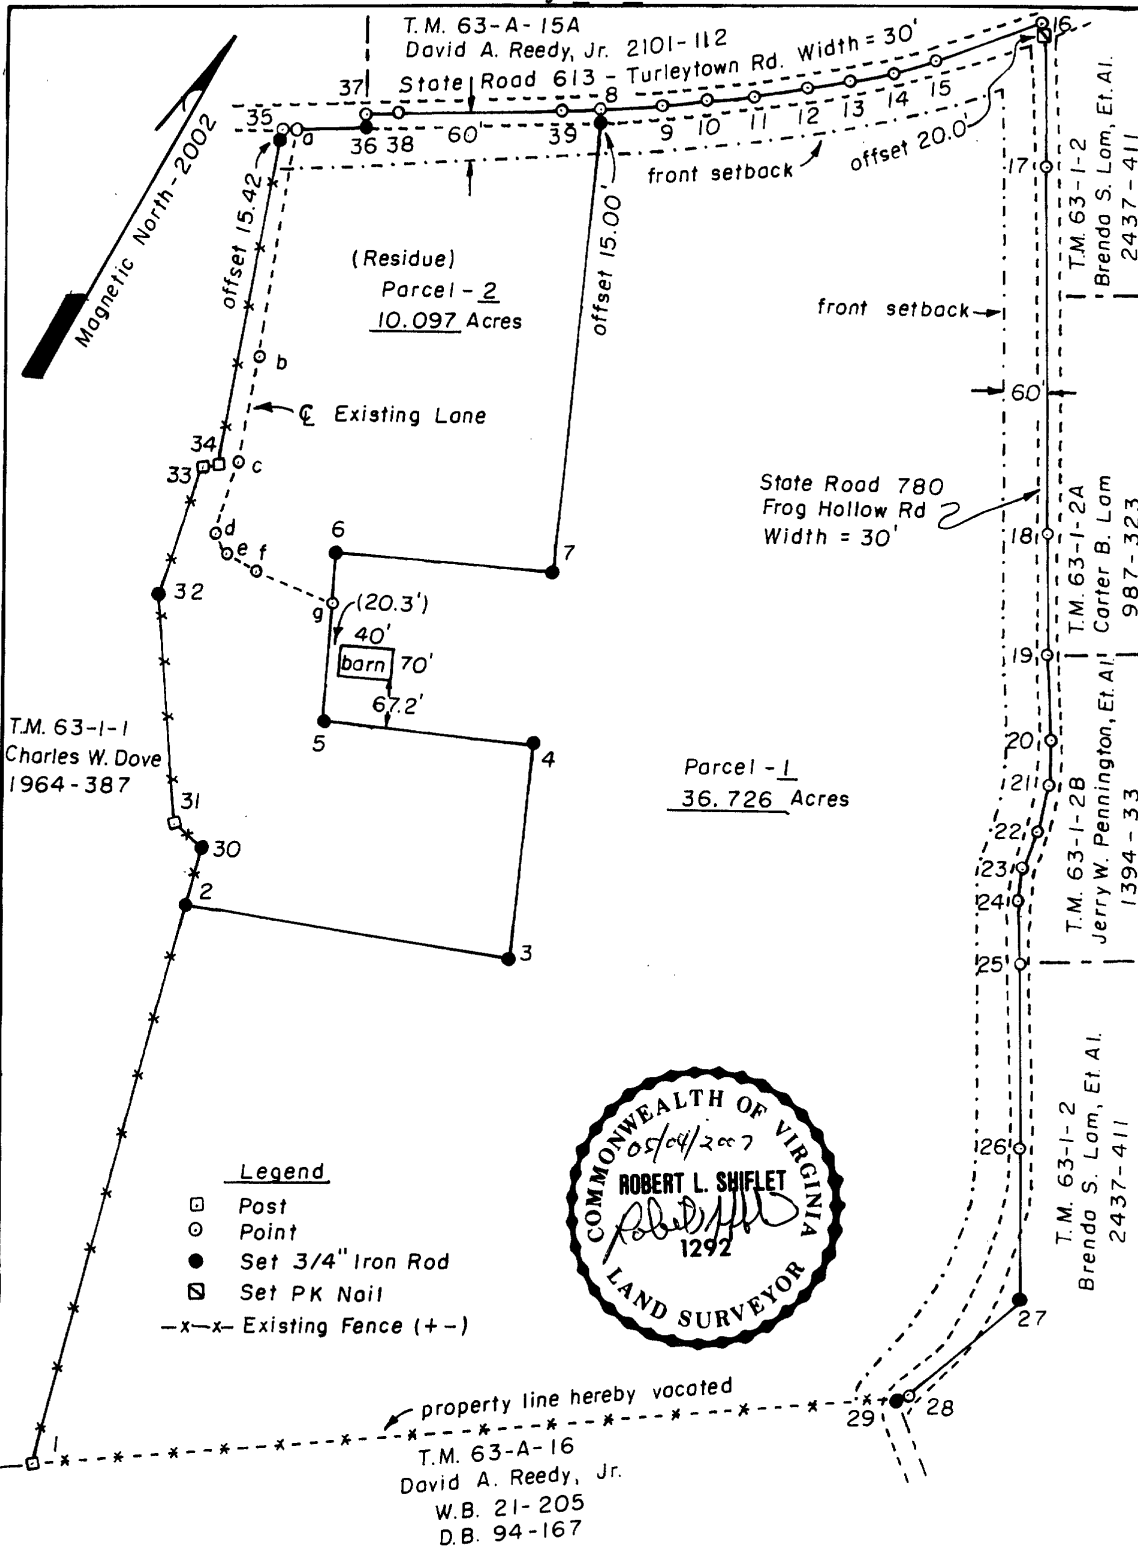 T.M. 63-A-15A
David A. Reedy, Jr. 2101-112
State Road 613 - Turleytown Rd. Width = 30'
16
37
8
35
a
36
38
60'
39
9
10
11
12
13
14
15
offset 20.0'
front setback
Magnetic North-2002
offset 15.42
offset 15.00'
17
T.M. 63-1-2
Brenda S. Lam, Et. Al.
2437-411
(Residue)
Parcel - 2
10.097 Acres
front setback
b
60'
℄ Existing Lane
34
33
c
State Road 780
Frog Hollow Rd
Width = 30'
18
T.M. 63-1-2A
Carter B. Lam
987-323
d
e
f
6
7
32
g
(20.3')
40'
barn
70'
67.2'
19
5
4
20
T.M. 63-1-1
Charles W. Dove
1964-387
Parcel - 1
36.726 Acres
21
T.M. 63-1-2B
Jerry W. Pennington, Et. Al.
1394-33
31
30
22
23
24
2
3
25
COMMONWEALTH OF VIRGINIA
05/04/2007
ROBERT L. SHIFLET
1292
LAND SURVEYOR
26
T.M. 63-1-2
Brenda S. Lam, Et. Al.
2437-411
Legend
Post
Point
Set 3/4" Iron Rod
Set PK Nail
-x-x- Existing Fence (+-)
27
property line hereby vacated
29
28
1
T.M. 63-A-16
David A. Reedy, Jr.
W.B. 21-205
D.B. 94-167